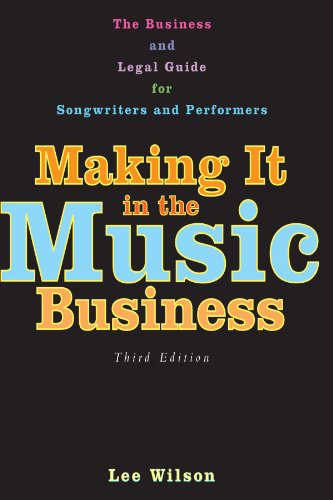 The Business
and
Legal Guide
for
Songwriters and Performers
Making It
in the
Music
Business
Third Edition
Lee Wilson